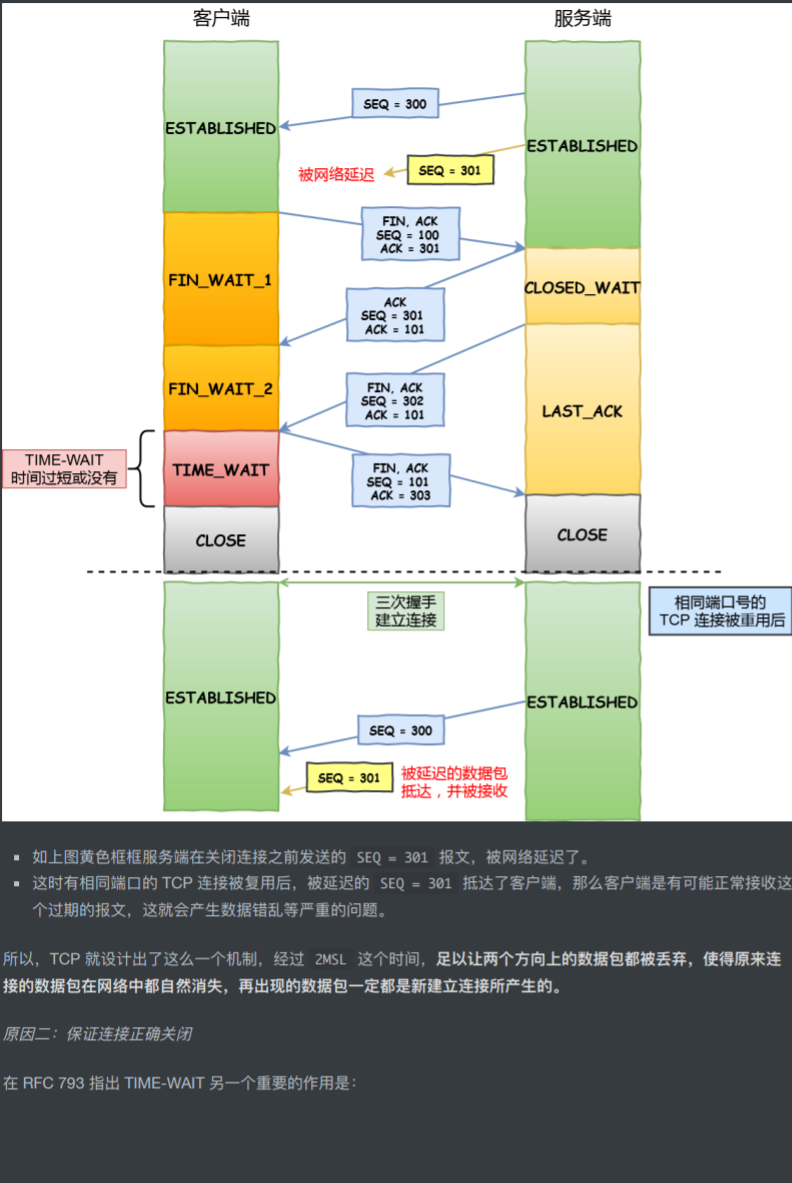 客户端
服务端
SEQ = 300
ESTABLISHED
ESTABLISHED
被网络延迟
SEQ = 301
FIN, ACK
SEQ = 100
ACK = 301
FIN_WAIT_1
CLOSED_WAIT
ACK
SEQ = 301
ACK = 101
FIN_WAIT_2
FIN, ACK
SEQ = 302
ACK = 101
LAST_ACK
TIME-WAIT
时间过短或没有
TIME_WAIT
FIN, ACK
SEQ = 101
ACK = 303
CLOSE
CLOSE
三次握手
建立连接
相同端口号的
TCP 连接被重用后
ESTABLISHED
ESTABLISHED
SEQ = 300
SEQ = 301
被延迟的数据包
抵达，并被接收
如上图黄色框框服务端在关闭连接之前发送的 SEQ = 301 报文，被网络延迟了。
这时有相同端口的 TCP 连接被复用后，被延迟的 SEQ = 301 抵达了客户端，那么客户端是有可能正常接收这
个过期的报文，这就会产生数据错乱等严重的问题。
所以，TCP 就设计出了这么一个机制，经过 2MSL 这个时间，足以让两个方向上的数据包都被丢弃，使得原来连
接的数据包在网络中都自然消失，再出现的数据包一定都是新建立连接所产生的。
原因二：保证连接正确关闭
在 RFC 793 指出 TIME-WAIT 另一个重要的作用是：